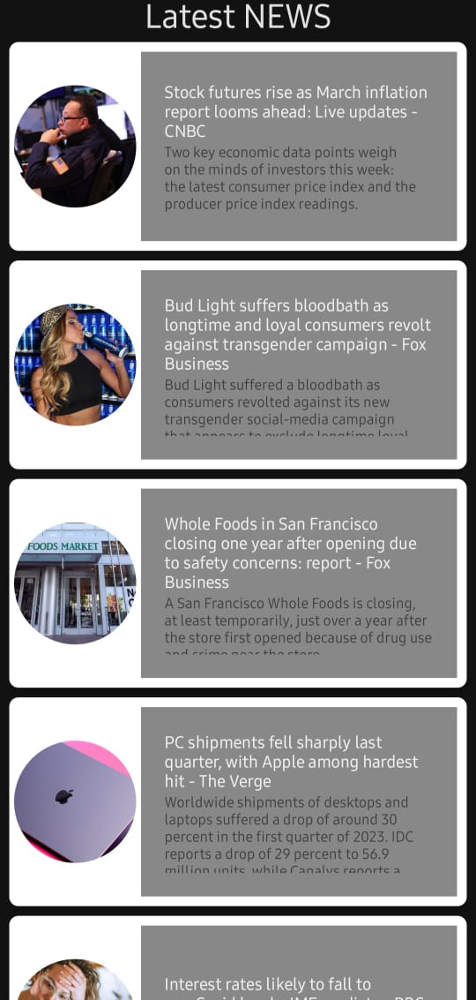 Latest NEWS
Stock futures rise as March inflation
report looms ahead: Live updates -
CNBC
Two key economic data points weigh
on the minds of investors this week:
the latest consumer price index and the
producer price index readings.
Bud Light suffers bloodbath as
longtime and loyal consumers revolt
against transgender campaign - Fox
Business
Bud Light suffered a bloodbath as
consumers revolted against its new
transgender social-media campaign
that appears to exclude longtime loyal
FOODS MARKET
Whole Foods in San Francisco
closing one year after opening due
to safety concerns: report - Fox
Business
A San Francisco Whole Foods is closing,
at least temporarily, just over a year after
the store first opened because of drug use
and crime near the store
PC shipments fell sharply last
quarter, with Apple among hardest
hit - The Verge
Worldwide shipments of desktops and
laptops suffered a drop of around 30
percent in the first quarter of 2023. IDC
reports a drop of 29 percent to 56.9
million units, while Canalys reports a
Interest rates likely to fall to